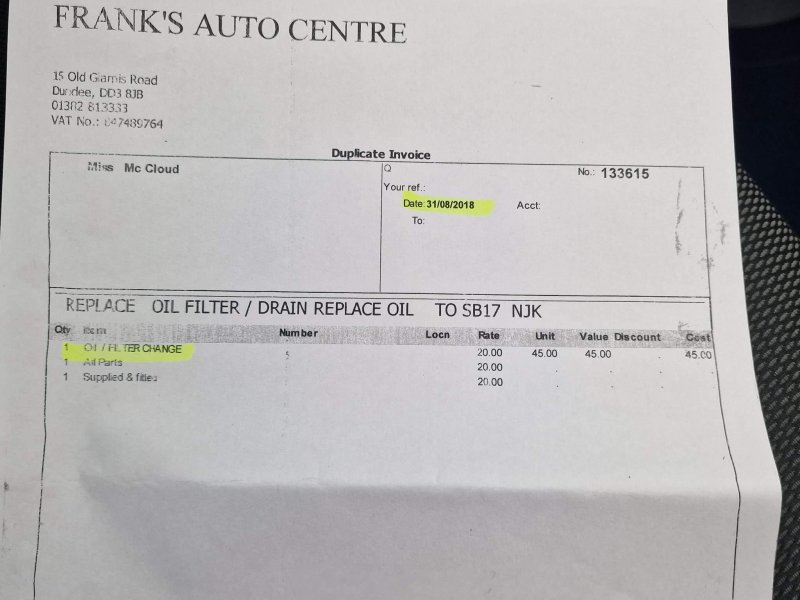 FRANK'S AUTO CENTRE
15 Old Glamis Road
Dundee, DD3 8JB
01382 813333
VAT No.: 847489764
Duplicate Invoice
Miss Mc Cloud
Q
No.: 133615
Your ref.:
Date: 31/08/2018 Acct:
To:
REPLACE OIL FILTER / DRAIN REPLACE OIL TO SB17 NJK
Qty Item Number Locn Rate Unit Value Discount Cost
1 Oil / FILTER CHANGE 20.00 45.00 45.00 45.00
1 All Parts 20.00
1 Supplied & fitted 20.00